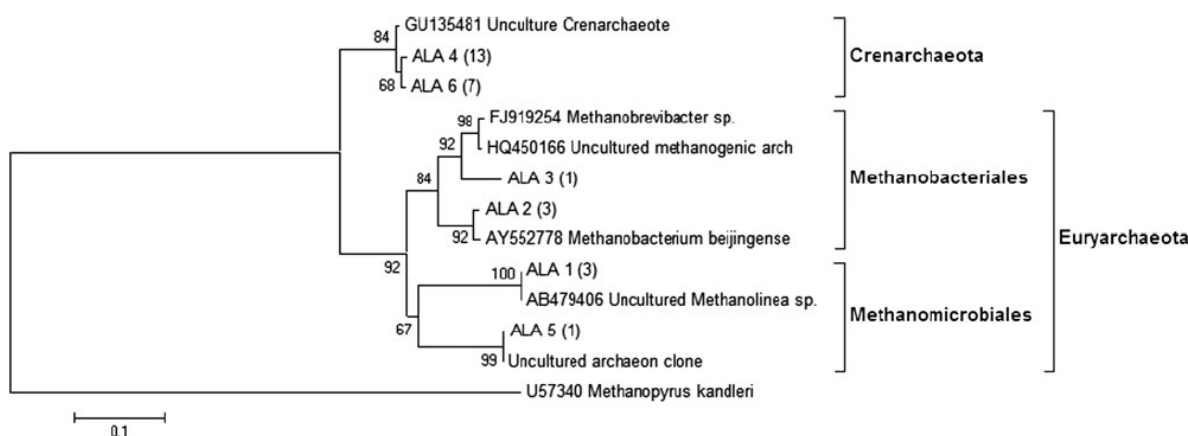 GU135481 Unculture Crenarchaeote
84
ALA 4 (13)
68
ALA 6 (7)
Crenarchaeota
FJ919254 Methanobrevibacter sp.
98
HQ450166 Uncultured methanogenic arch
92
ALA 3 (1)
84
ALA 2 (3)
92
AY552778 Methanobacterium beijingense
Methanobacteriales
92
ALA 1 (3)
100
AB479406 Uncultured Methanolinea sp.
67
ALA 5 (1)
99
Uncultured archaeon clone
Methanomicrobiales
Euryarchaeota
U57340 Methanopyrus kandleri
0.1